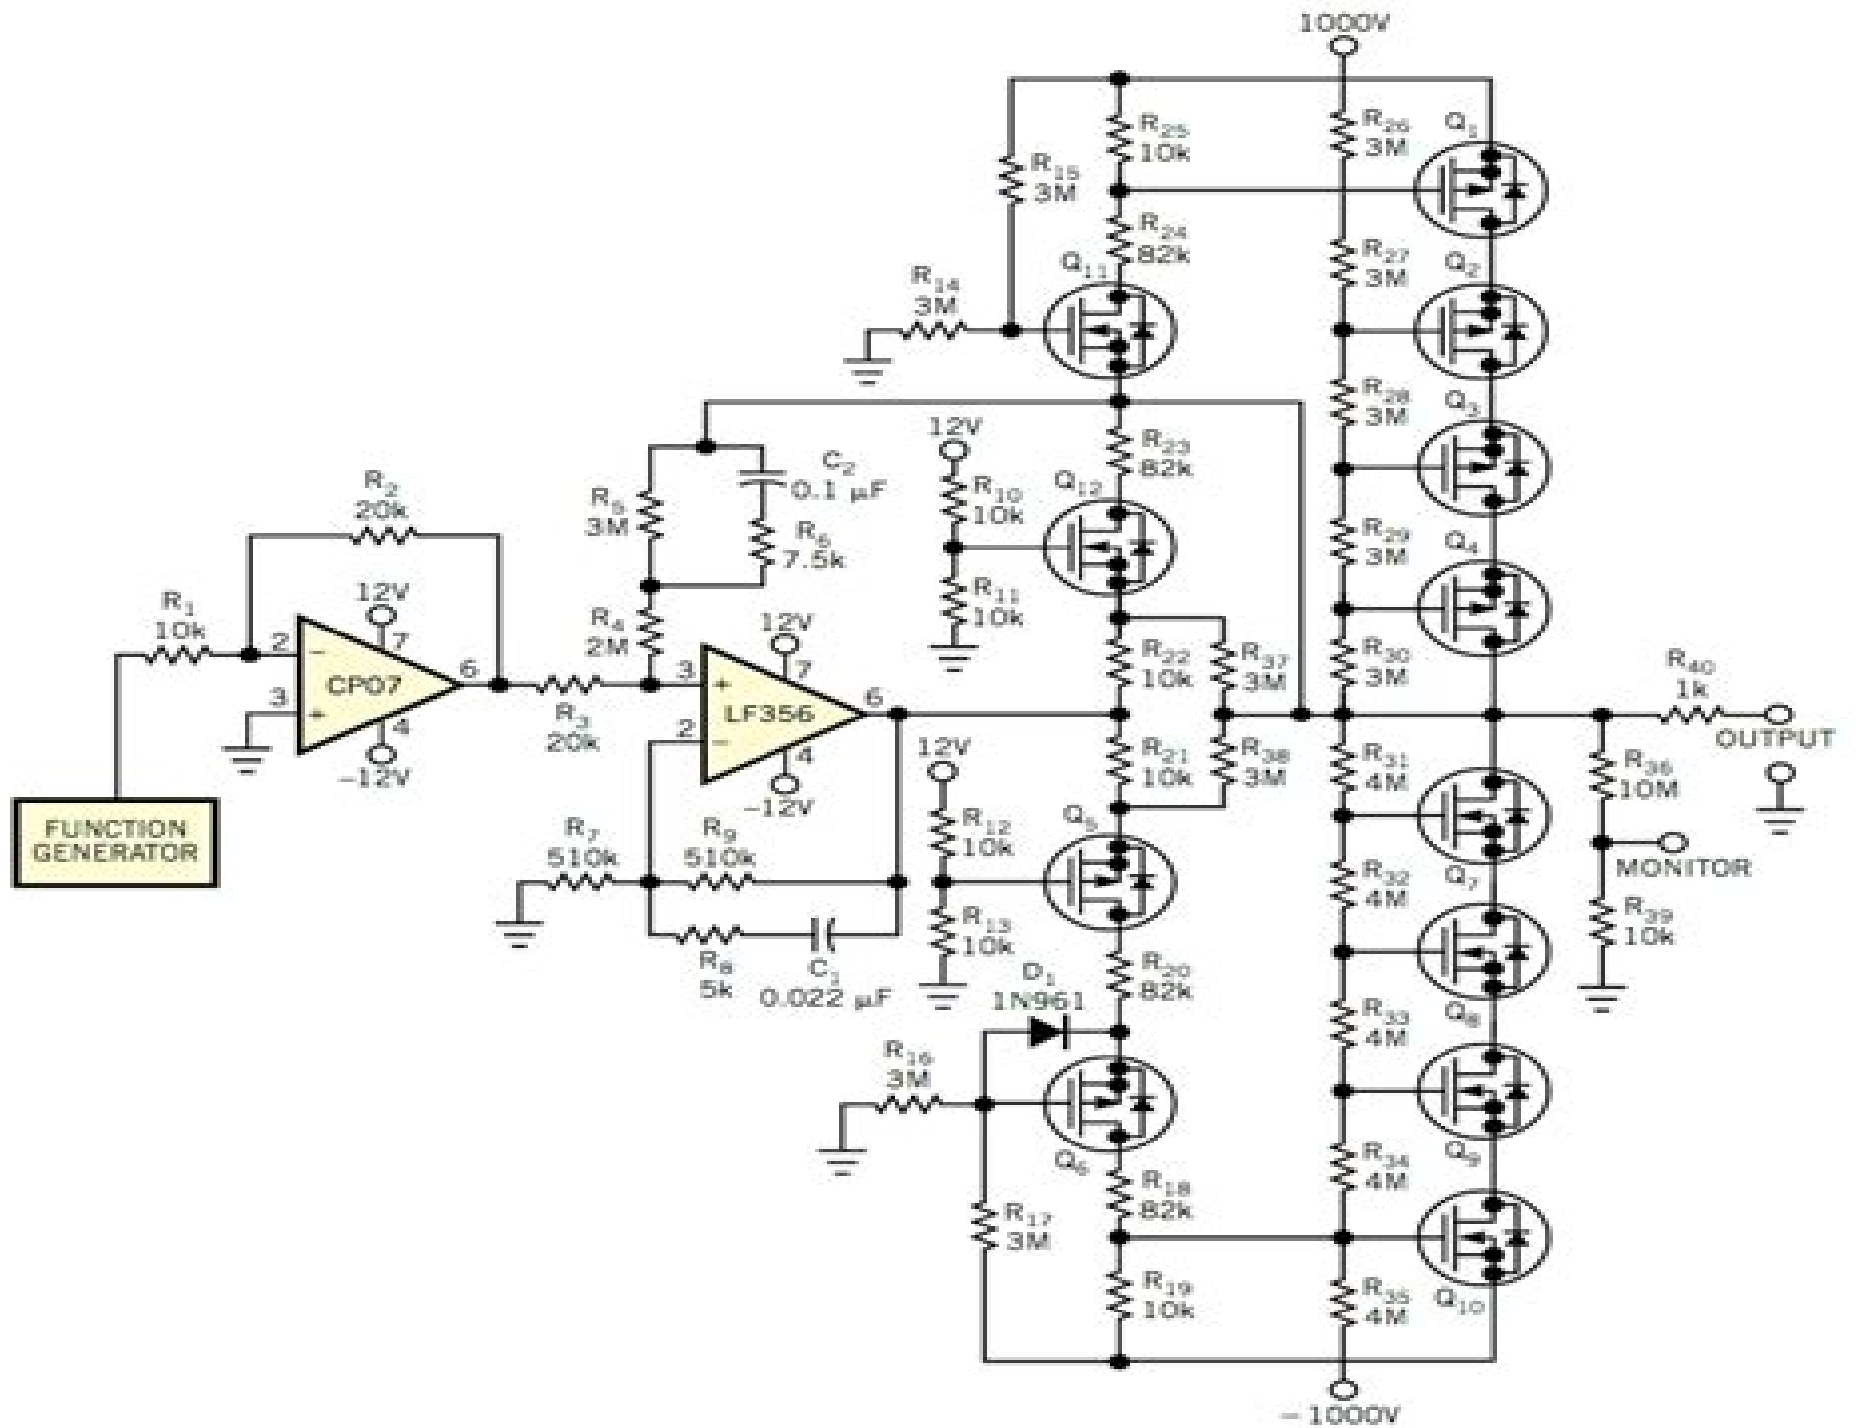 1000V
R25
10k
R26
3M
Q1
R15
3M
R24
82k
R27
3M
Q2
Q11
R14
3M
R28
3M
Q3
12V
R23
82k
C2
0.1 µF
R2
20k
R5
3M
R10
10k
Q12
R6
7.5k
R29
3M
Q4
R1
10k
12V
R4
2M
R11
10k
12V
2
7
-
CP07
6
3
+
4
-12V
R3
20k
3
7
+
LF356
6
2
-
4
-12V
R22
10k
R37
3M
R30
3M
R40
1k
OUTPUT
12V
R21
10k
R38
3M
R31
4M
R36
10M
FUNCTION
GENERATOR
R7
510k
R9
510k
R12
10k
Q5
MONITOR
R32
4M
Q7
R13
10k
R39
10k
R8
5k
C1
0.022 µF
D1
1N961
R20
82k
R33
4M
Q8
R16
3M
Q6
R34
4M
Q9
R18
82k
R17
3M
R19
10k
R35
4M
Q10
-1000V